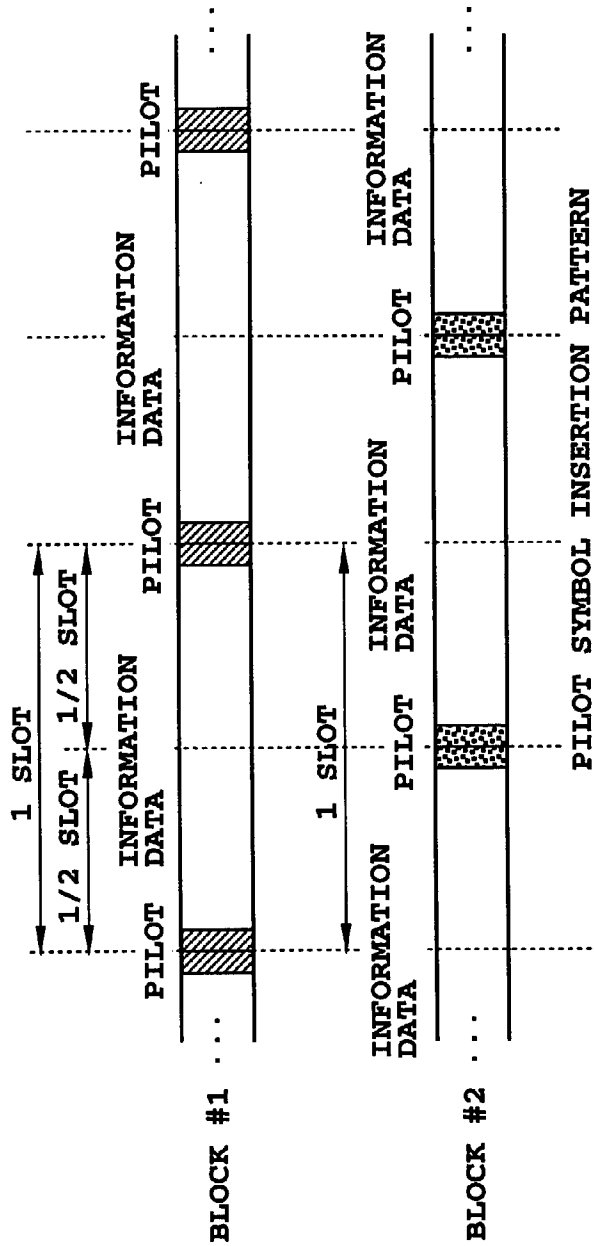 1 SLOT
1/2 SLOT 1/2 SLOT
PILOT INFORMATION DATA PILOT INFORMATION DATA PILOT
BLOCK #1 ... ...
1 SLOT
INFORMATION DATA PILOT INFORMATION DATA PILOT INFORMATION DATA
BLOCK #2 ... ...
PILOT SYMBOL INSERTION PATTERN